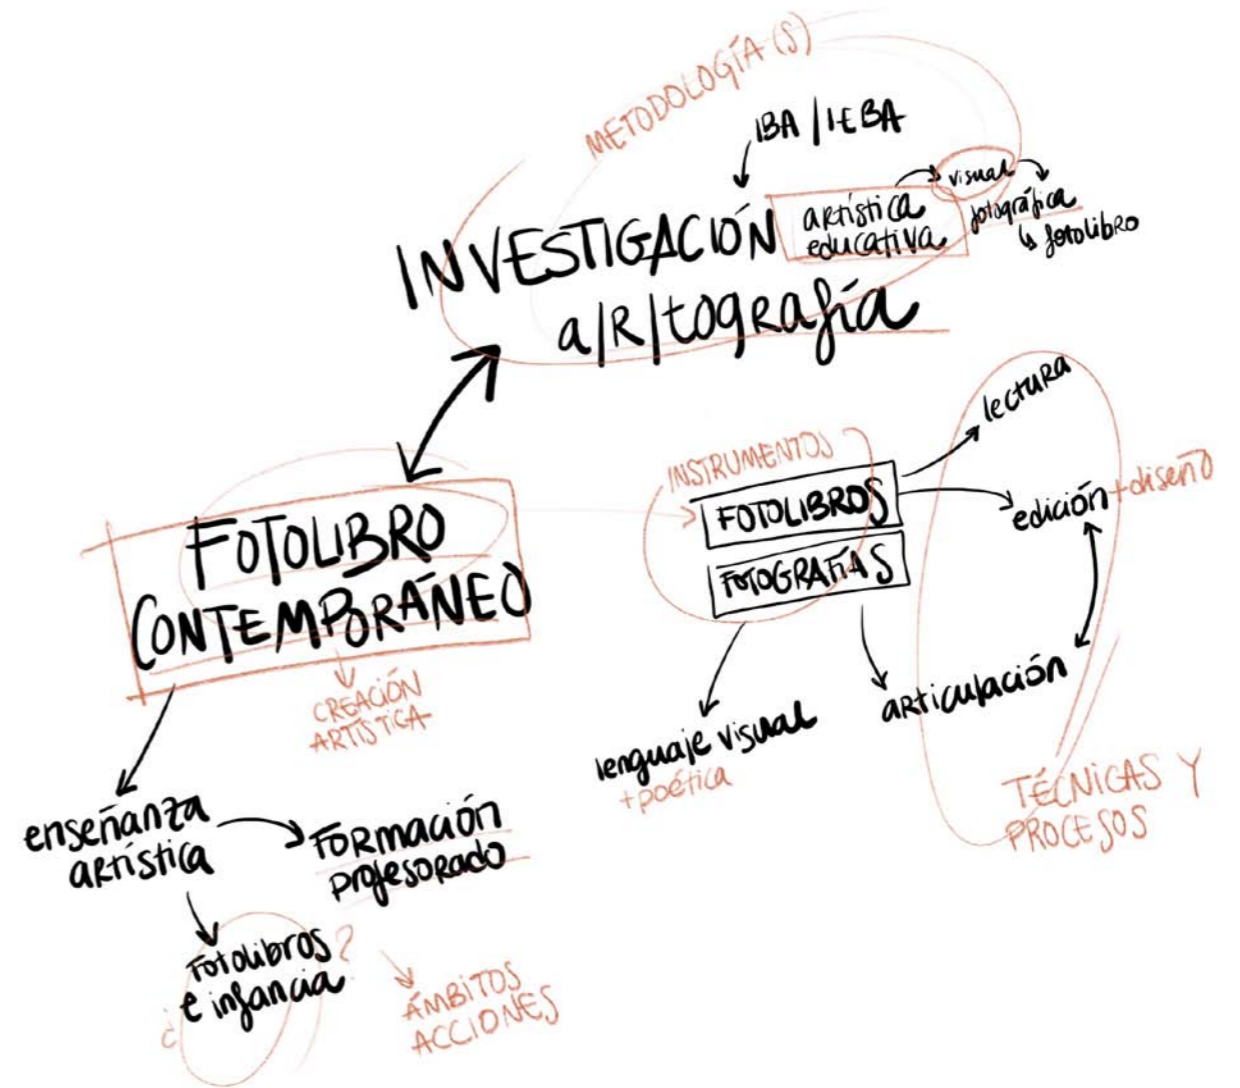 METODOLOGÍA (S)
IBA / IEBA
INVESTIGACIÓN
artística
educativa
visual
fotográfica
fotolibro
a/R/tografía
lectura
INSTRUMENTOS
FOTOLIBROS
FOTOGRAFÍAS
edición + diseño
articulación
lenguaje visual
+ poética
TÉCNICAS Y
PROCESOS
FOTOLIBRO
CONTEMPORÁNEO
CREACIÓN
ARTÍSTICA
enseñanza
artística
FORMACIÓN
profesorado
¿Fotolibros
e infancia?
ÁMBITOS
ACCIONES